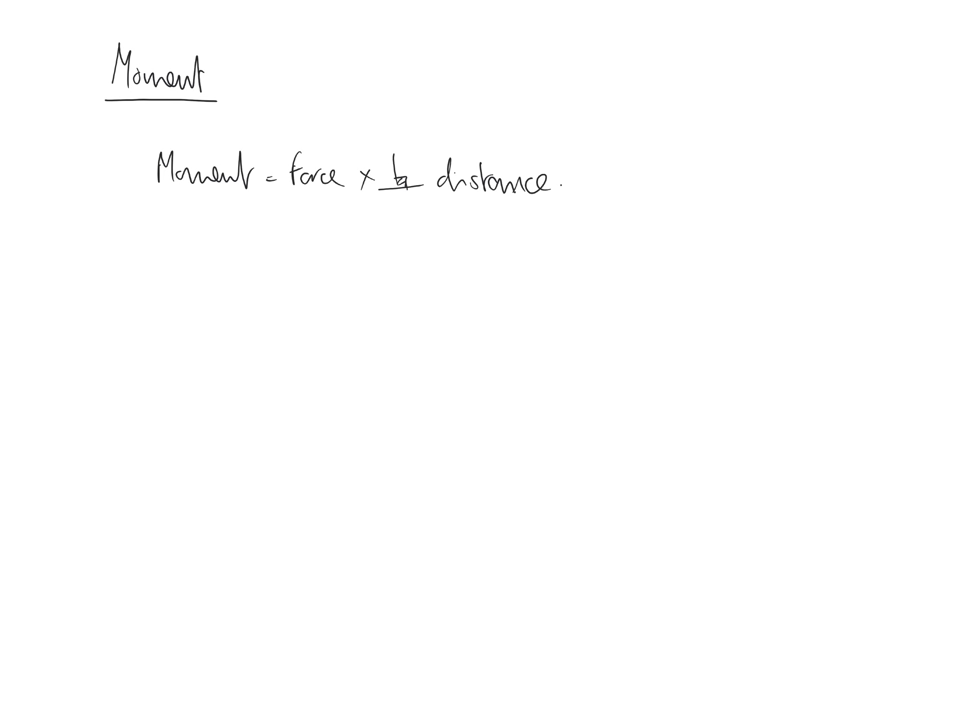 Moment
Moment = force × ⊥ distance.